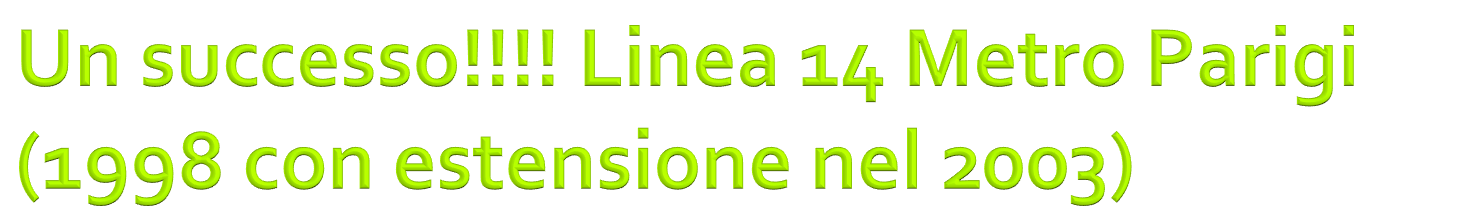 Un successo!!!! Linea 14 Metro Parigi
(1998 con estensione nel 2003)